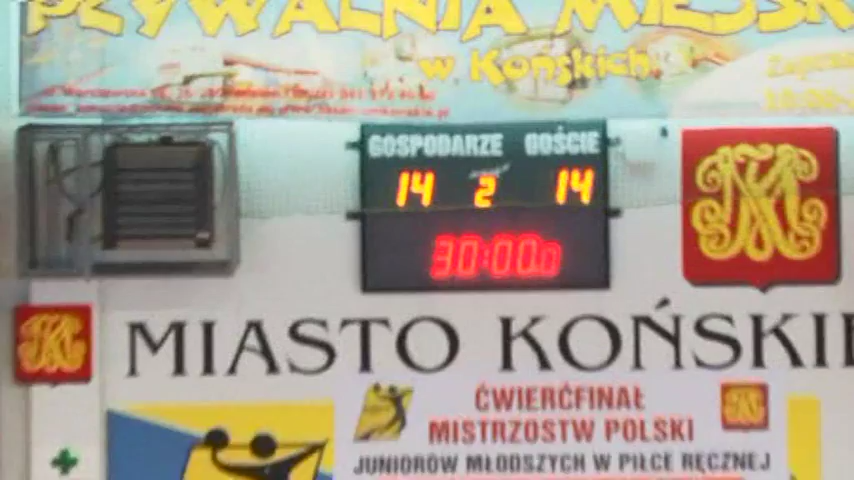 PŁYWALNIA MIEJSK
w Końskich
GOSPODARZE GOŚCIE
14 2 14
30:00.0
MIASTO KOŃSKIE
ĆWIERĆFINAŁ
MISTRZOSTW POLSKI
JUNIORÓW MŁODSZYCH W PIŁCE RĘCZNEJ